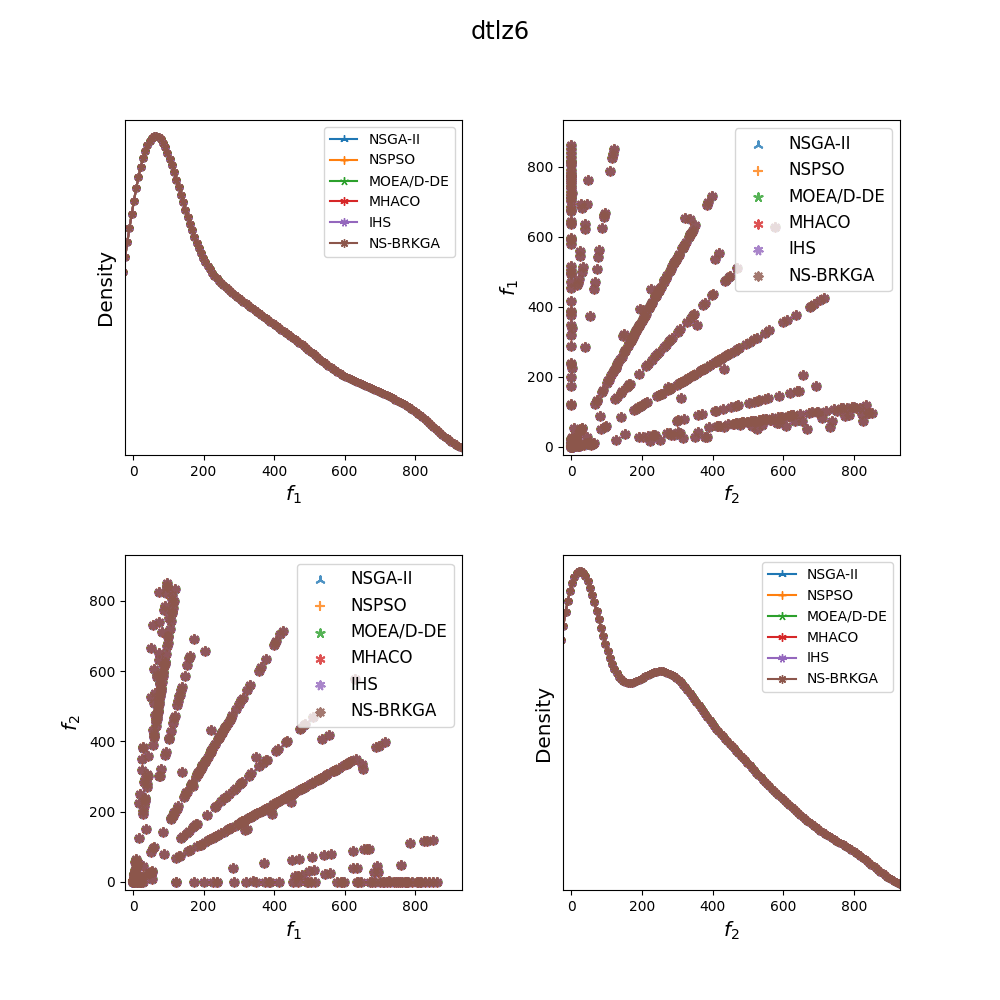 dtlz6
Density
NSGA-II
NSPSO
MOEA/D-DE
MHACO
IHS
NS-BRKGA
0 200 400 600 800
f1
f1
800
600
400
200
0
NSGA-II
NSPSO
MOEA/D-DE
MHACO
IHS
NS-BRKGA
0 200 400 600 800
f2
f2
800
600
400
200
0
NSGA-II
NSPSO
MOEA/D-DE
MHACO
IHS
NS-BRKGA
0 200 400 600 800
f1
Density
NSGA-II
NSPSO
MOEA/D-DE
MHACO
IHS
NS-BRKGA
0 200 400 600 800
f2